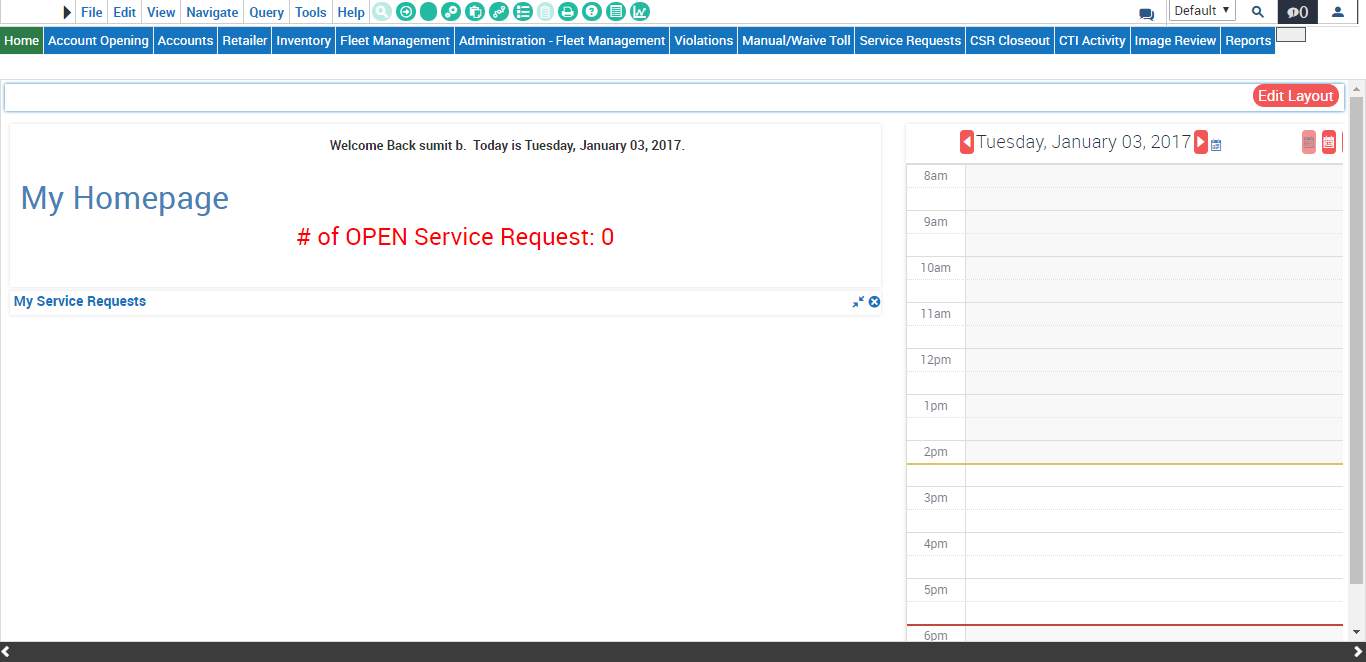 File Edit View Navigate Query Tools Help Default 0
Home Account Opening Accounts Retailer Inventory Fleet Management Administration - Fleet Management Violations Manual/Waive Toll Service Requests CSR Closeout CTI Activity Image Review Reports
Edit Layout
Welcome Back sumit b. Today is Tuesday, January 03, 2017.
My Homepage
# of OPEN Service Request: 0
My Service Requests
Tuesday, January 03, 2017
8am
9am
10am
11am
12pm
1pm
2pm
3pm
4pm
5pm
6pm